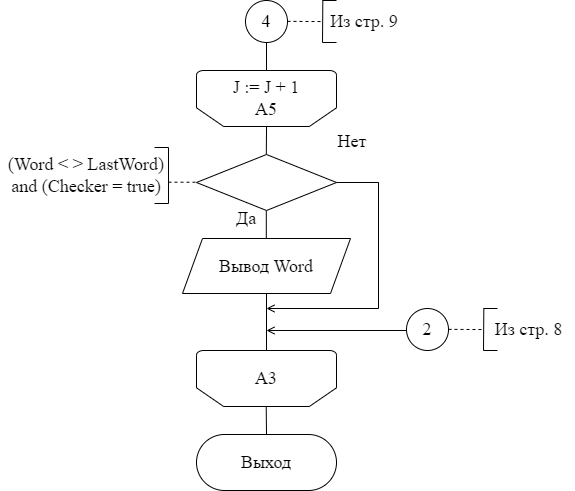 4
Из стр. 9
J := J + 1
A5
Нет
(Word < > LastWord)
and (Checker = true)
Да
Вывод Word
2
Из стр. 8
A3
Выход